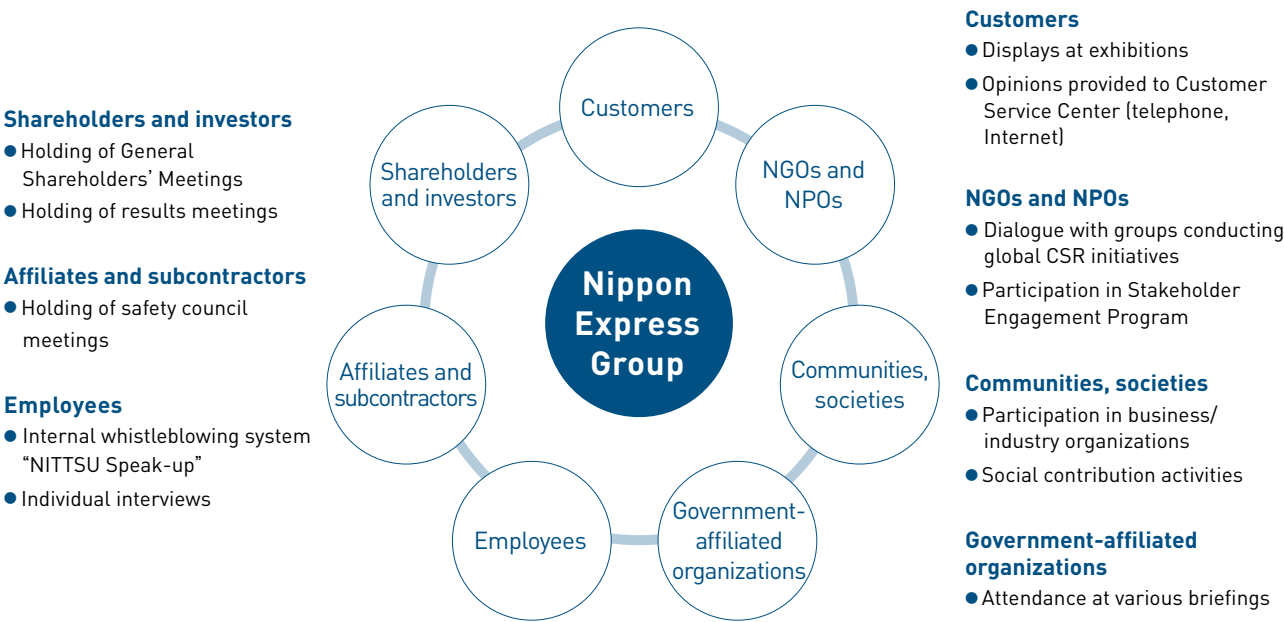 Shareholders and investors
● Holding of General
Shareholders’ Meetings
● Holding of results meetings
Affiliates and subcontractors
● Holding of safety council
meetings
Employees
● Internal whistleblowing system
“NITTSU Speak-up”
● Individual interviews
Customers
Shareholders
and investors
NGOs and
NPOs
Nippon
Express
Group
Affiliates and
subcontractors
Communities,
societies
Employees
Government-
affiliated
organizations
Customers
● Displays at exhibitions
● Opinions provided to Customer
Service Center (telephone,
Internet)
NGOs and NPOs
● Dialogue with groups conducting
global CSR initiatives
● Participation in Stakeholder
Engagement Program
Communities, societies
● Participation in business/
industry organizations
● Social contribution activities
Government-affiliated
organizations
● Attendance at various briefings